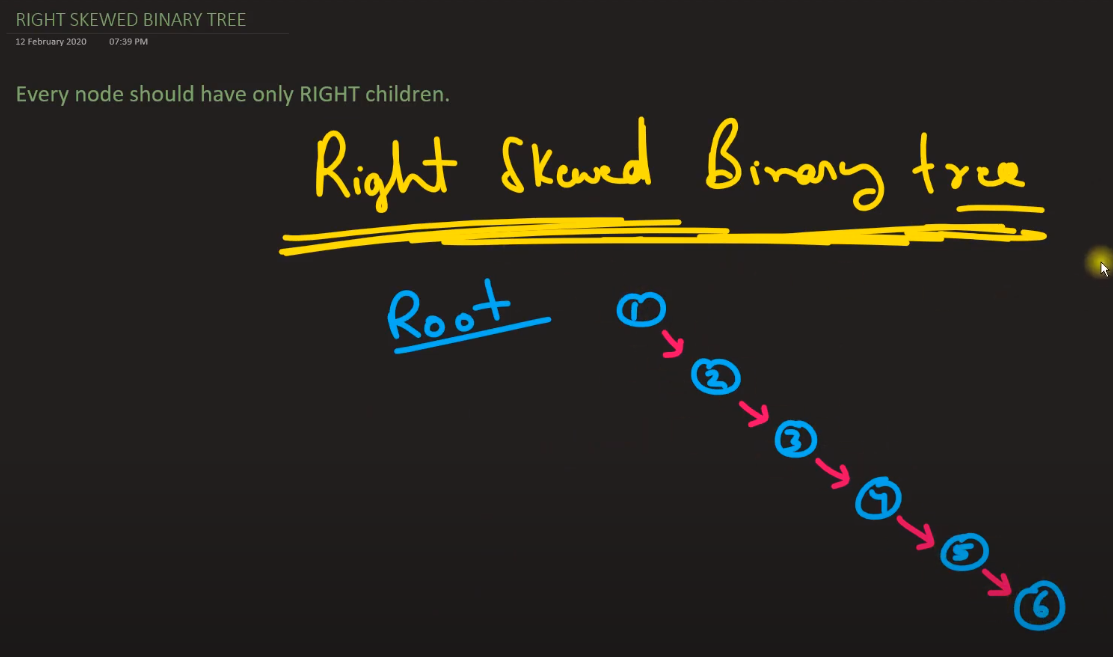 RIGHT SKEWED BINARY TREE
12 February 2020 07:39 PM
Every node should have only RIGHT children.
Right Skewed Binary tree
Root
1
2
3
4
5
6